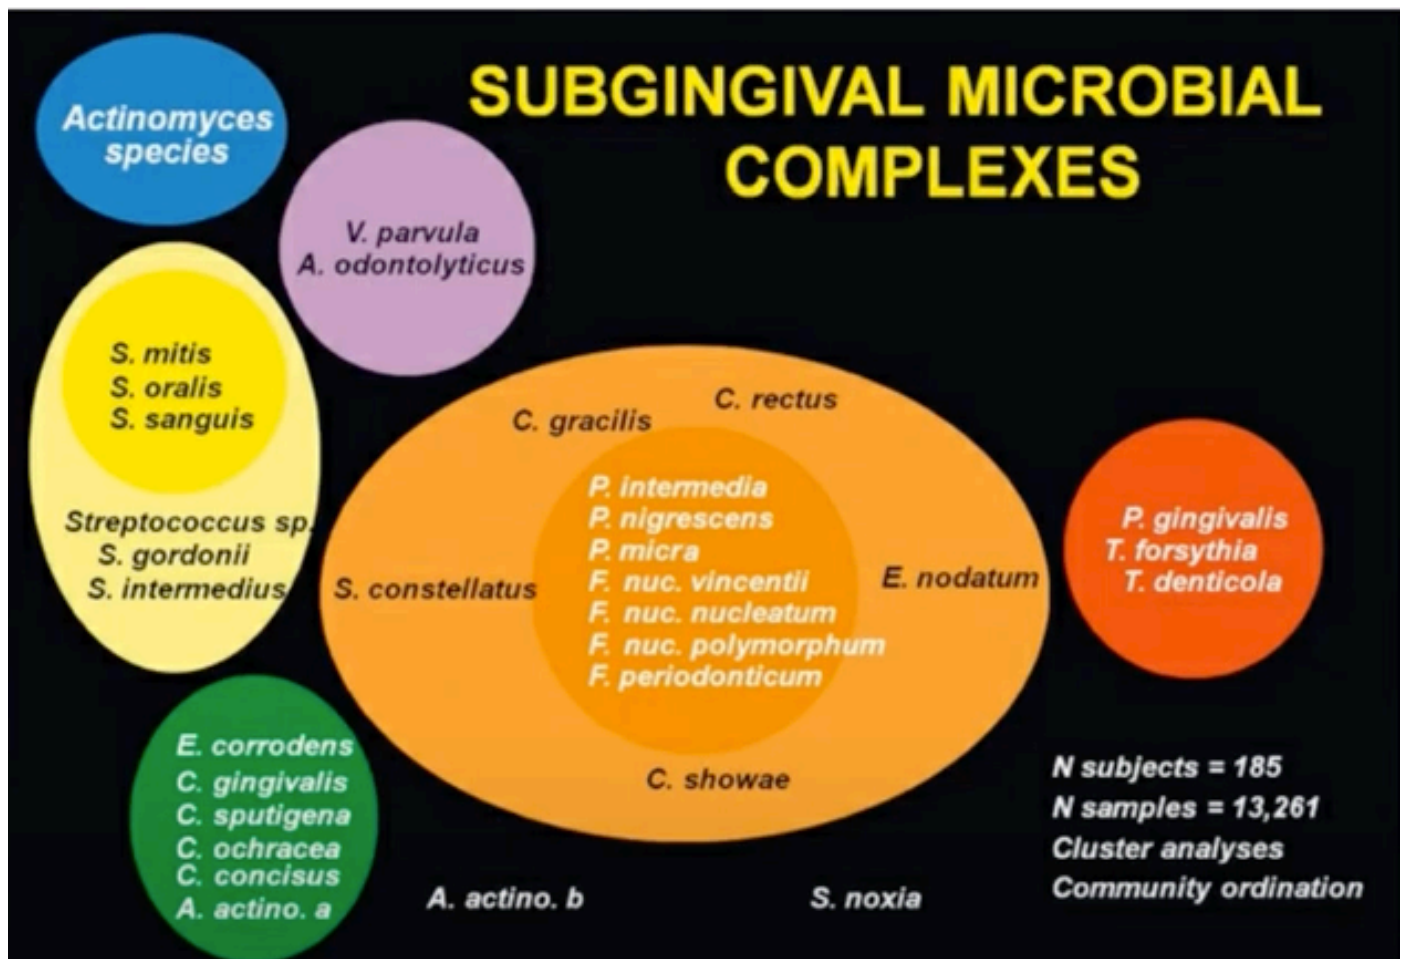 SUBGINGIVAL MICROBIAL
COMPLEXES
Actinomyces
species
V. parvula
A. odontolyticus
S. mitis
S. oralis
S. sanguis
Streptococcus sp.
S. gordonii
S. intermedius
C. gracilis
C. rectus
P. intermedia
P. nigrescens
P. micra
F. nuc. vincentii
F. nuc. nucleatum
F. nuc. polymorphum
F. periodonticum
S. constellatus
E. nodatum
C. showae
P. gingivalis
T. forsythia
T. denticola
E. corrodens
C. gingivalis
C. sputigena
C. ochracea
C. concisus
A. actino. a
A. actino. b
S. noxia
N subjects = 185
N samples = 13,261
Cluster analyses
Community ordination